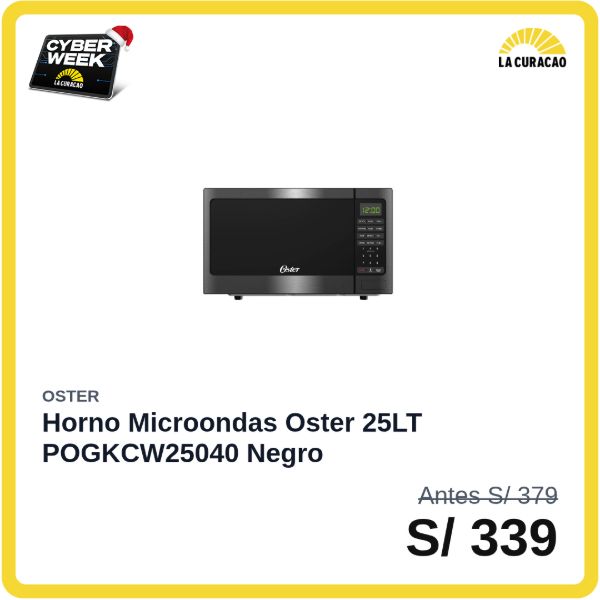 CYBER
WEEK
LA CURACAO
LA CURACAO
12:00
Oster
OSTER
Horno Microondas Oster 25LT
POGKCW25040 Negro
Antes S/ 379
S/ 339